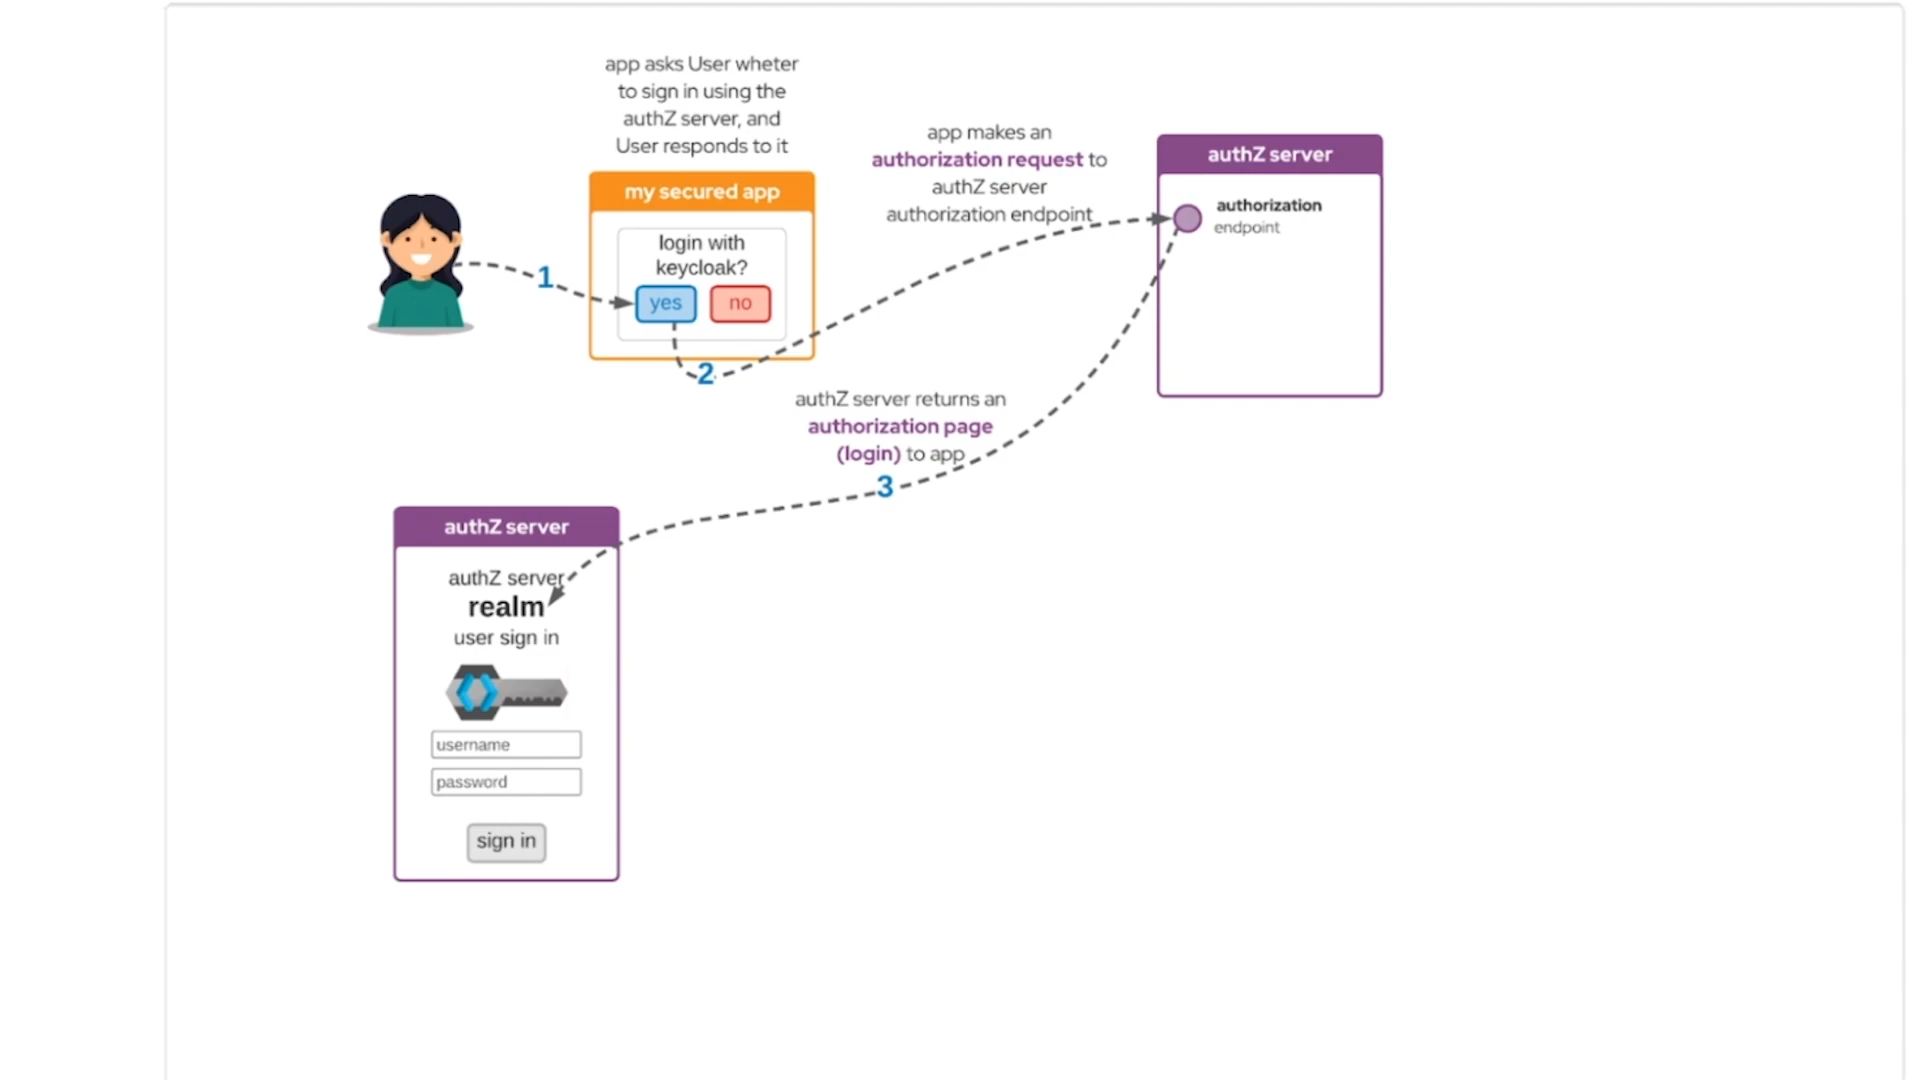 app asks User wheter
to sign in using the
authZ server, and
User responds to it
my secured app
login with
keycloak?
yes
no
1
2
app makes an
authorization request to
authZ server
authorization endpoint
authZ server
authorization
endpoint
authZ server returns an
authorization page
(login) to app
3
authZ server
authZ server
realm
user sign in
username
password
sign in